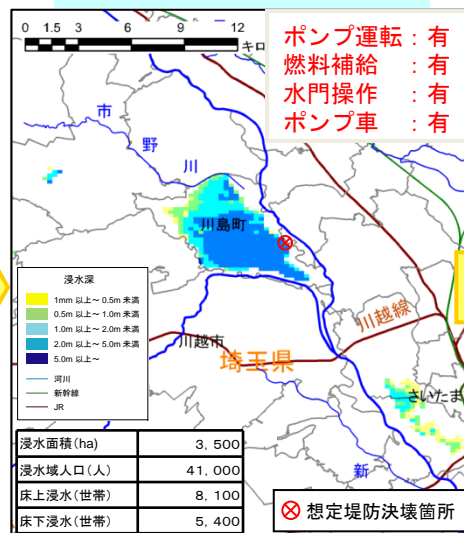 0 1.5 3 6 9 12
キロ
ポンプ運転：有
燃料補給：有
水門操作：有
ポンプ車：有
市
野
川
川島町
浸水深
1mm 以上～ 0.5m 未満
0.5m 以上～ 1.0m 未満
1.0m 以上～ 2.0m 未満
2.0m 以上～ 5.0m 未満
5.0m 以上～
河川
新幹線
JR
川越市
埼玉県
川越線
さいたま
新
浸水面積(ha) 3,500
浸水域人口(人) 41,000
床上浸水(世帯) 8,100
床下浸水(世帯) 5,400
想定堤防決壊箇所